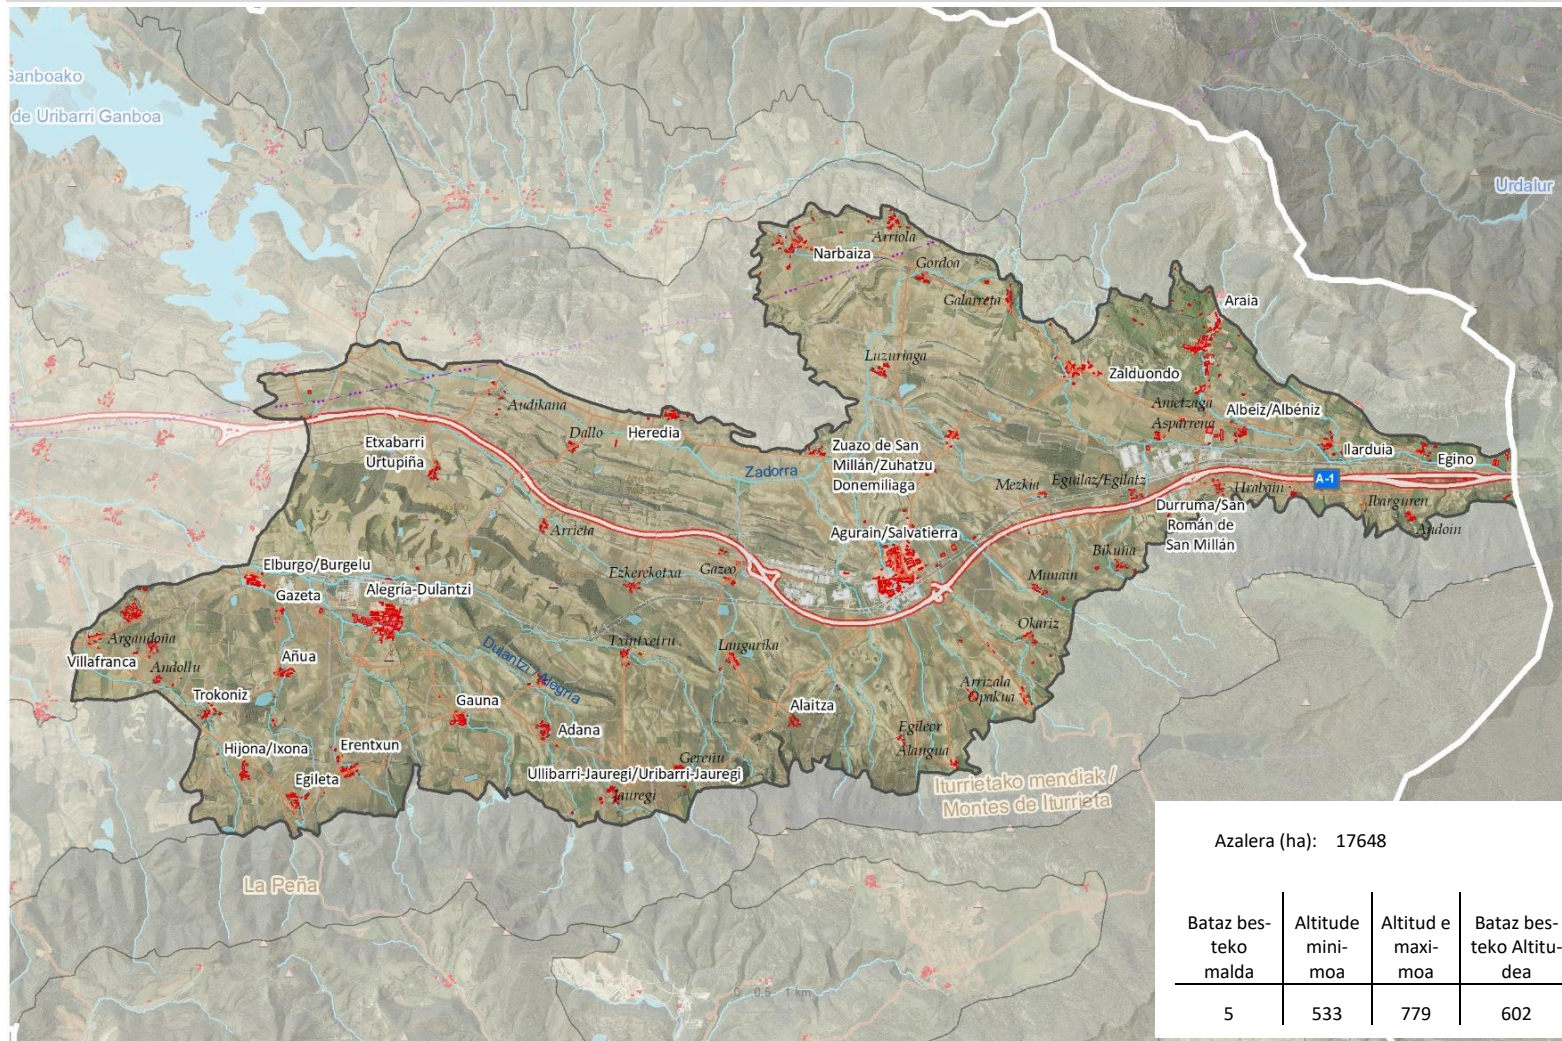 Ganboako
de Uribarri Ganboa
Urdalur
Arriola
Narbaiza
Gordoa
Galarreta
Araia
Luzuriaga
Zalduondo
Ametzaga
Asparrena
Albeiz/Albéniz
Audikana
Dallo
Heredia
Etxabarri
Urtupiña
Zadorra
Zuazo de San
Millán/Zuhatzu
Donemiliaga
Ilarduia
Egino
Mezkia
Eguilaz/Egilatz
A-1
Urabain
Ibarguren
Andoin
Durruma/San
Román de
San Millán
Arrieta
Agurain/Salvatierra
Bikuña
Elburgo/Burgelu
Ezkerekotxa
Gazeo
Munain
Gazeta
Alegría-Dulantzi
Okariz
Argandoña
Txintxetru
Langarika
Villafranca
Andollu
Añua
Dulantzi / Alegría
Arrizala
Opakua
Trokoniz
Gauna
Alaitza
Adana
Egileor
Alangua
Hijona/Ixona
Erentxun
Gereñu
Egileta
Ullibarri-Jauregi/Uribarri-Jauregi
Jauregi
Iturrietako mendiak /
Montes de Iturrieta
La Peña
0 0,5 1 km
Azalera (ha): 17648
Bataz bes-
teko
malda
Altitude
mini-
moa
Altitud e
maxi-
moa
Bataz bes-
teko Altitu-
dea
5 533 779 602